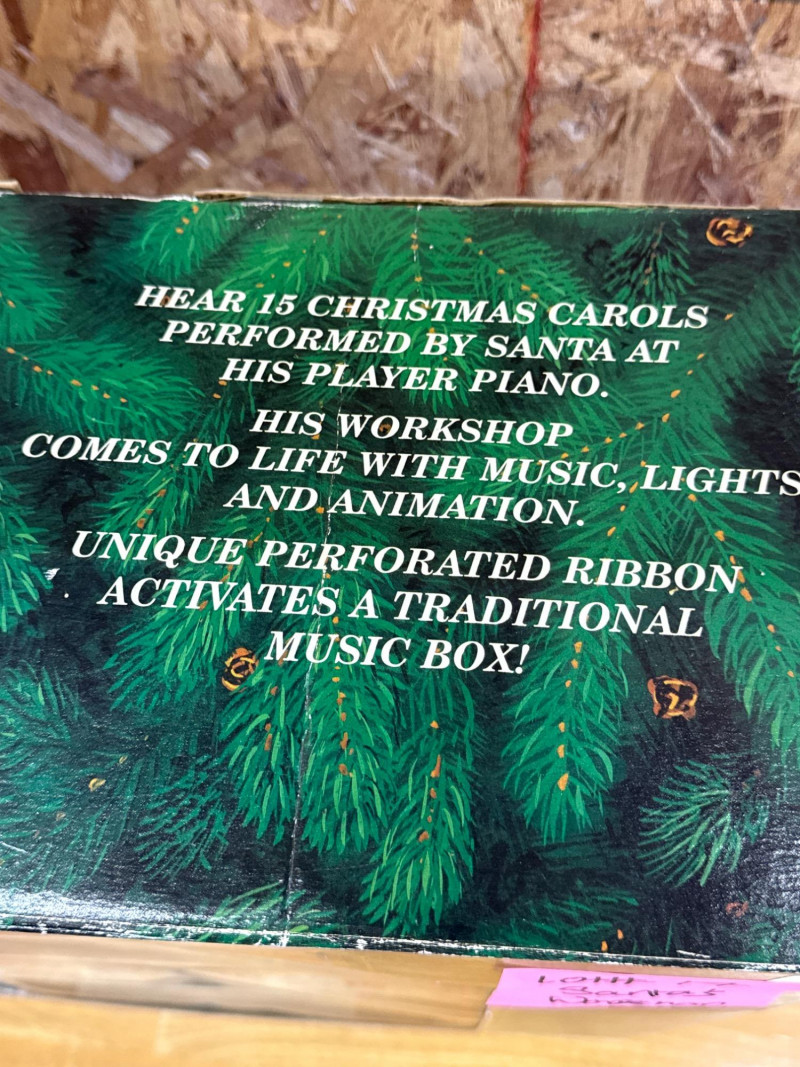 HEAR 15 CHRISTMAS CAROLS
PERFORMED BY SANTA AT
HIS PLAYER PIANO.
HIS WORKSHOP
COMES TO LIFE WITH MUSIC, LIGHTS
AND ANIMATION.
UNIQUE PERFORATED RIBBON
ACTIVATES A TRADITIONAL
MUSIC BOX!